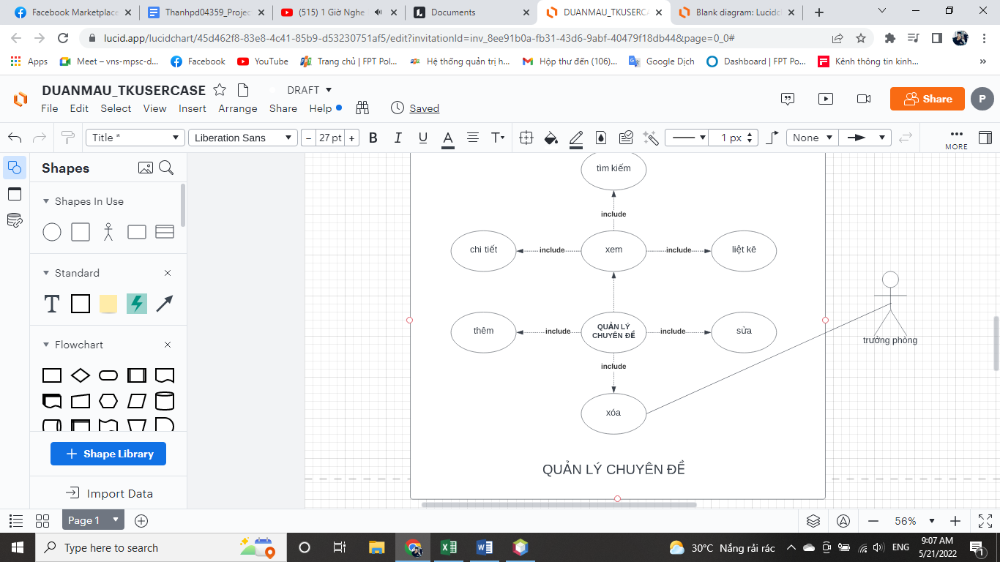 Facebook Marketplace
Thanhpd04359_Projec
(515) 1 Giờ Nghe
Documents
DUANMAU_TKUSERCA
Blank diagram: Lucidch
lucid.app/lucidchart/45d462f8-83e8-4c41-85b9-d53230751af5/edit?invitationId=inv_8ee91b0a-fb31-43d6-9abf-40479f18db44&page=0_0#
Apps
Meet – vns-mpsc-d...
Facebook
YouTube
Trang chủ | FPT Pol...
Hệ thống quản trị h...
Hộp thư đến (106)...
Google Dịch
Dashboard | FPT Po...
Kênh thông tin kinh...
»
DUANMAU_TKUSERCASE
DRAFT
File Edit Select View Insert Arrange Share Help
Saved
Share
P
Title *
Liberation Sans
− 27 pt +
B I U A T
1 px
None
MORE
Shapes
Shapes In Use
Standard
T
Flowchart
Shape Library
Import Data
tìm kiếm
include
chi tiết
include
xem
include
liệt kê
thêm
include
QUẢN LÝ
CHUYÊN ĐỀ
include
sửa
trưởng phòng
include
xóa
QUẢN LÝ CHUYÊN ĐỀ
Page 1
56%
Type here to search
30°C Nắng rải rác
ENG
9:07 AM
5/21/2022
1